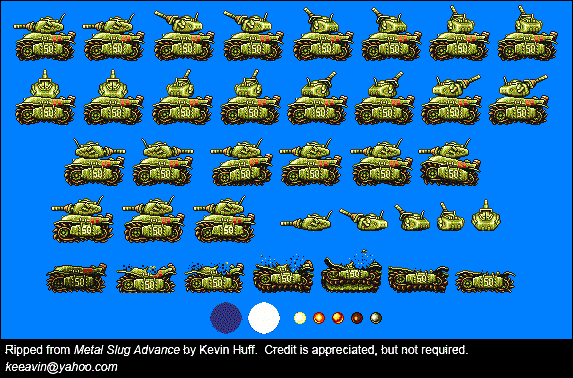 Ripped from Metal Slug Advance by Kevin Huff. Credit is appreciated, but not required.
keeavin@yahoo.com